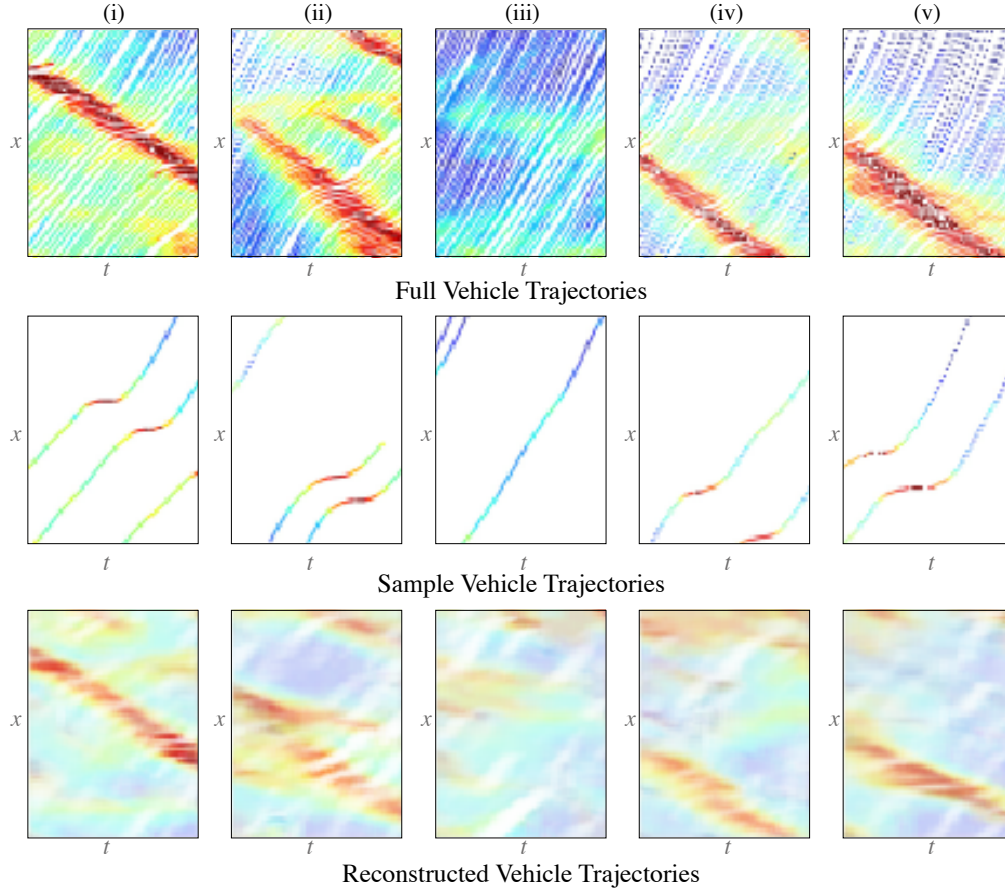 (i) (ii) (iii) (iv) (v)
x x x x x
t t t t t
Full Vehicle Trajectories
x x x x x
t t t t t
Sample Vehicle Trajectories
x x x x x
t t t t t
Reconstructed Vehicle Trajectories